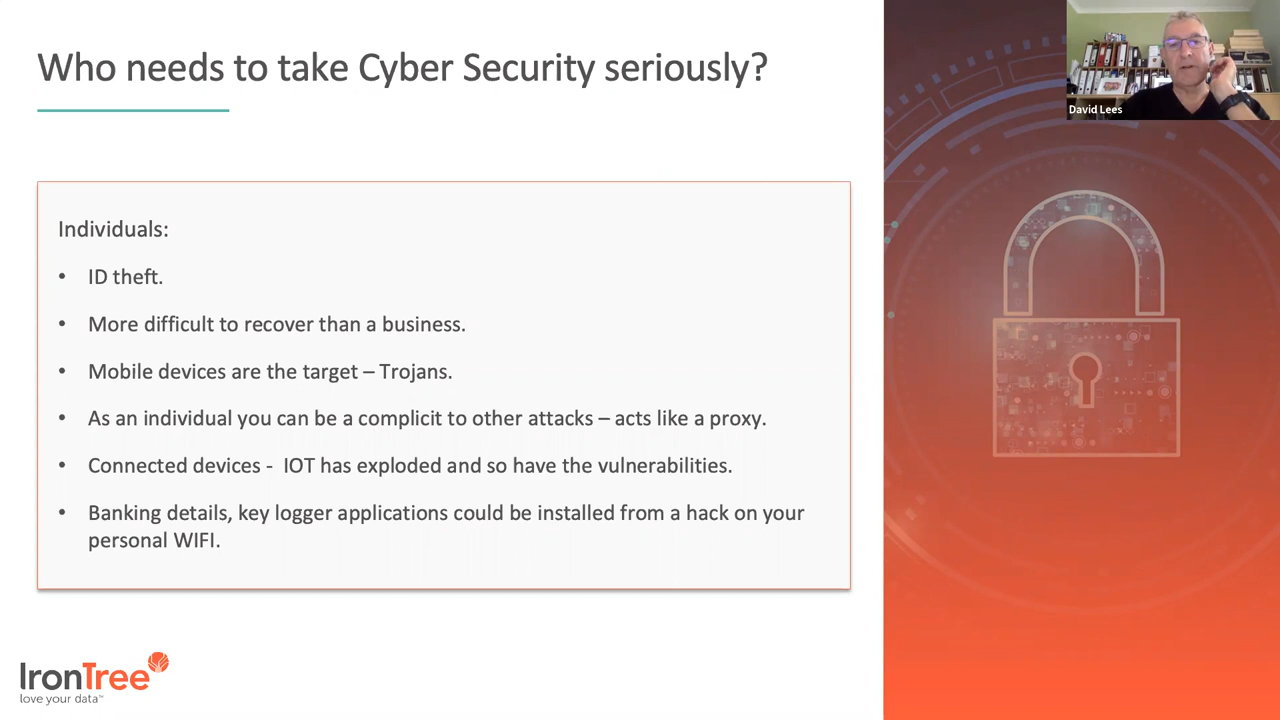 Who needs to take Cyber Security seriously?
David Lees
Individuals:
• ID theft.
• More difficult to recover than a business.
• Mobile devices are the target – Trojans.
• As an individual you can be a complicit to other attacks – acts like a proxy.
• Connected devices -  IOT has exploded and so have the vulnerabilities.
• Banking details, key logger applications could be installed from a hack on your
personal WIFI.
IronTree
love your data™